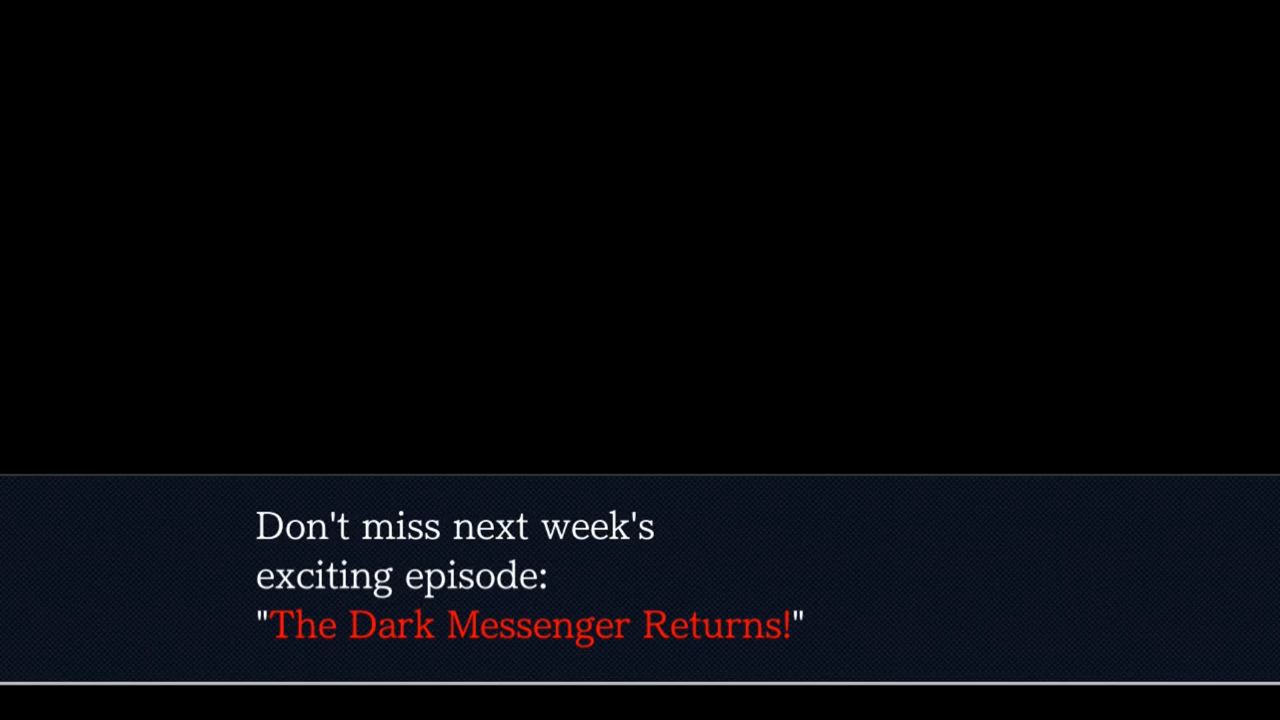 Don't miss next week's
exciting episode:
"The Dark Messenger Returns!"